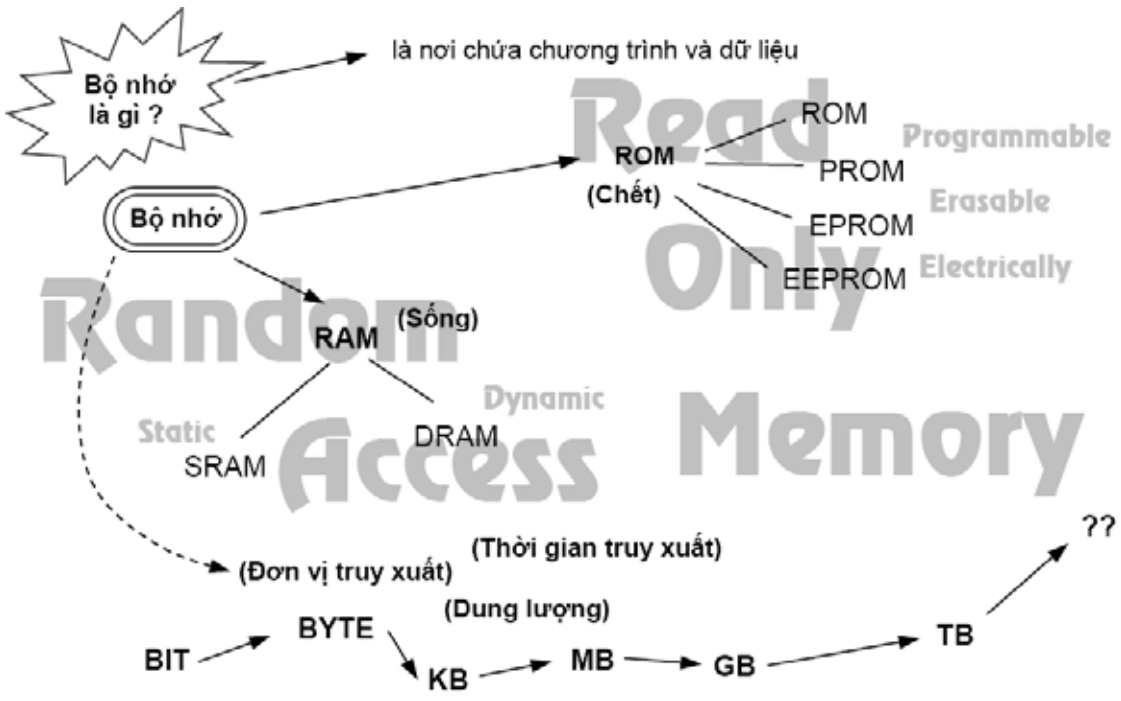 Bộ nhớ
là gì ?
là nơi chứa chương trình và dữ liệu
Read
ROM
Programmable
ROM
(Chết)
PROM
Erasable
Bộ nhớ
EPROM
Only
Electrically
EEPROM
Random
(Sống)
RAM
Dynamic
Memory
Static
DRAM
Access
SRAM
??
(Thời gian truy xuất)
(Đơn vị truy xuất)
(Dung lượng)
BYTE
TB
BIT
MB
GB
KB